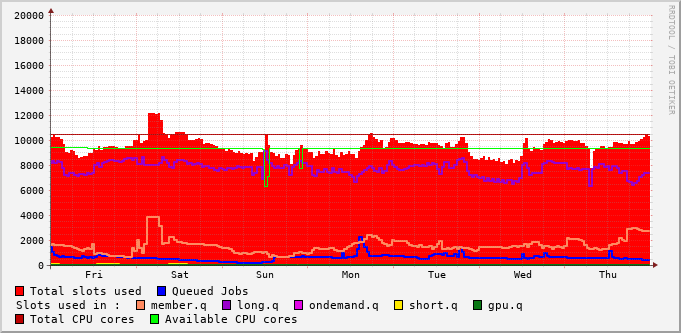 20000
18000
16000
14000
12000
10000
8000
6000
4000
2000
0
Fri Sat Sun Mon Tue Wed Thu
RRDTOOL / TOBI OETIKER
Total slots used Queued Jobs
Slots used in : member.q long.q ondemand.q short.q gpu.q
Total CPU cores Available CPU cores